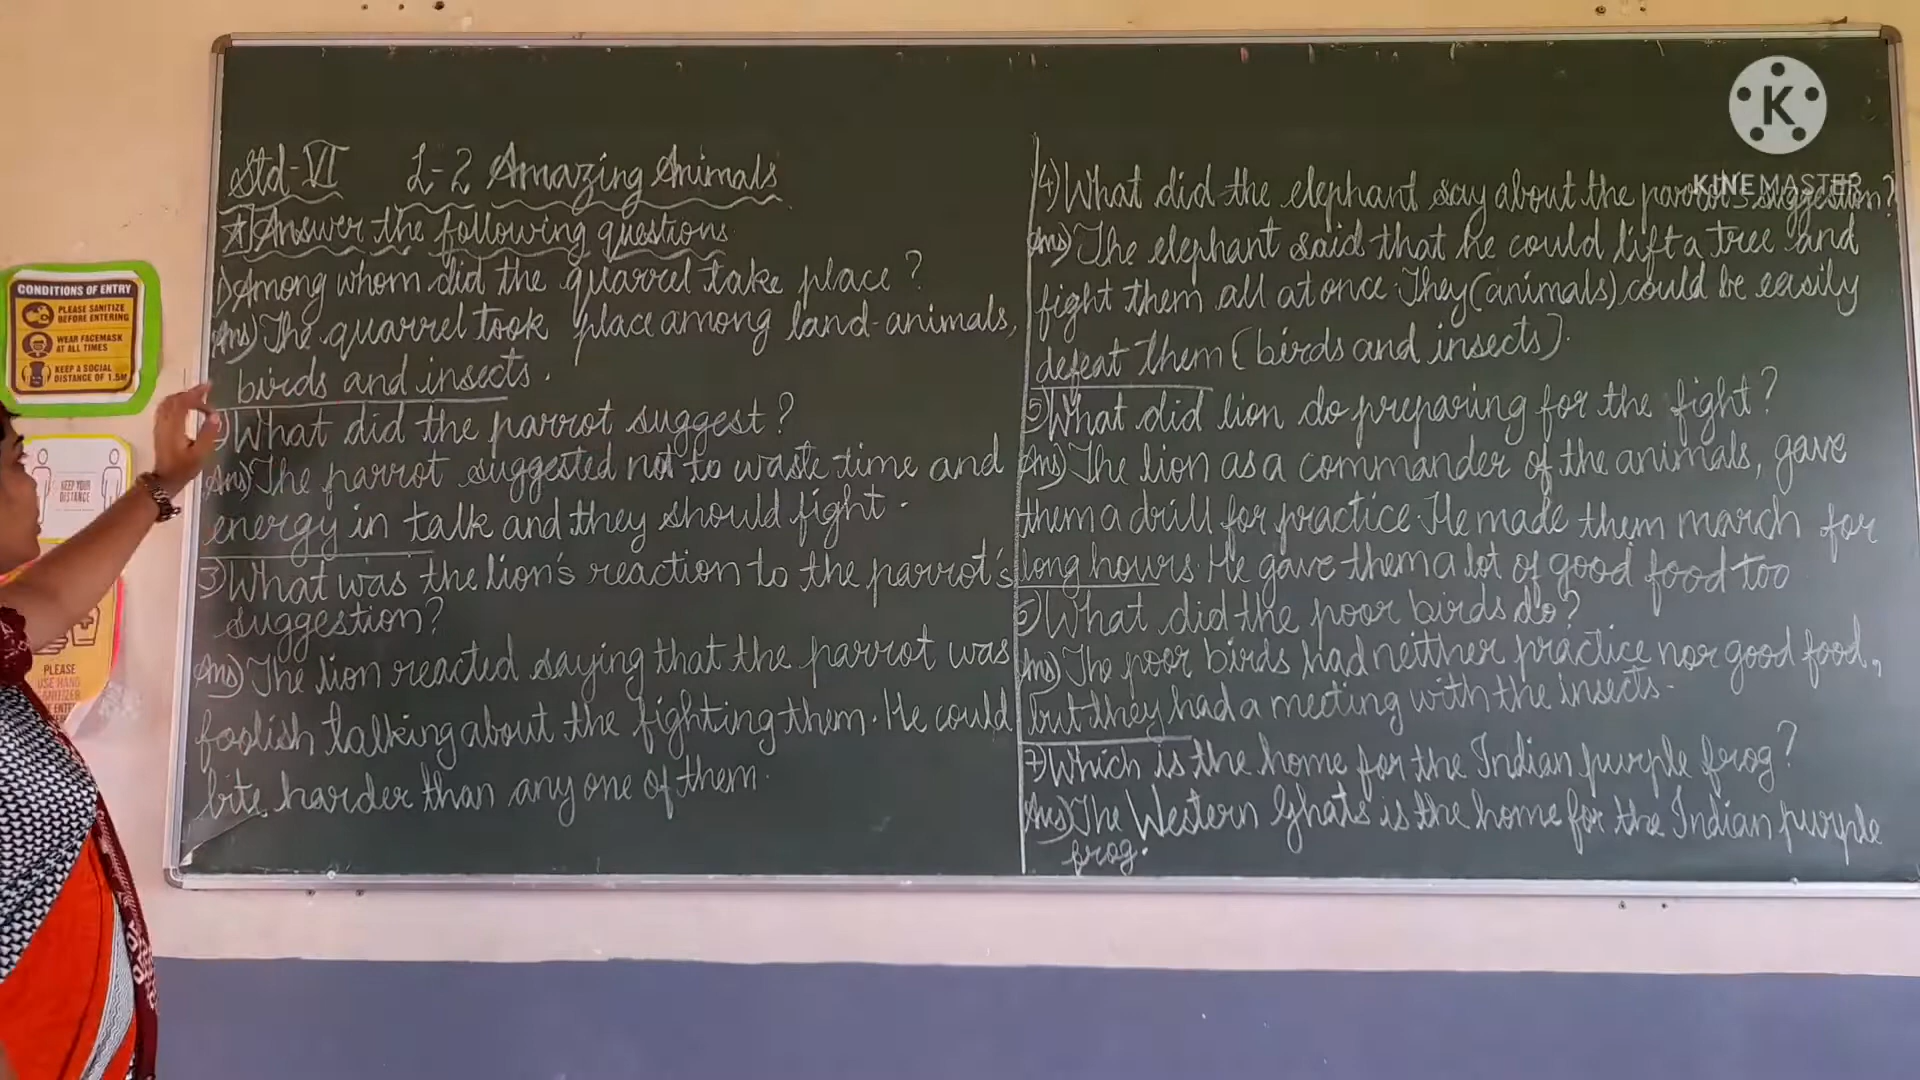 Std-VI L-2 Amazing Animals
Answer the following questions
1) Among whom did the quarrel take place?
Ans) The quarrel took place among land-animals,
birds and insects.
2) What did the parrot suggest?
Ans) The parrot suggested not to waste time and
energy in talk and they should fight.
3) What was the lion's reaction to the parrot's
suggestion?
Ans) The lion reacted saying that the parrot was
foolish talking about the fighting them. He could
bite harder than any one of them.
4) What did the elephant say about the parrot's suggestion?
Ans) The elephant said that he could lift a tree and
fight them all at once. They (animals) could be easily
defeat them (birds and insects).
5) What did lion do preparing for the fight?
Ans) The lion as a commander of the animals, gave
them a drill for practice. He made them march for
long hours. He gave them a lot of good food too
6) What did the poor birds do?
Ans) The poor birds had neither practice nor good food,
but they had a meeting with the insects.
7) Which is the home for the Indian purple frog?
Ans) The Western Ghats is the home for the Indian purple
frog.
K
KINEMASTER
CONDITIONS OF ENTRY
PLEASE SANITIZE
BEFORE ENTERING
WEAR FACEMASK
AT ALL TIMES
KEEP A SOCIAL
DISTANCE OF 1.5M
KEEP YOUR
DISTANCE
PLEASE
USE HAND